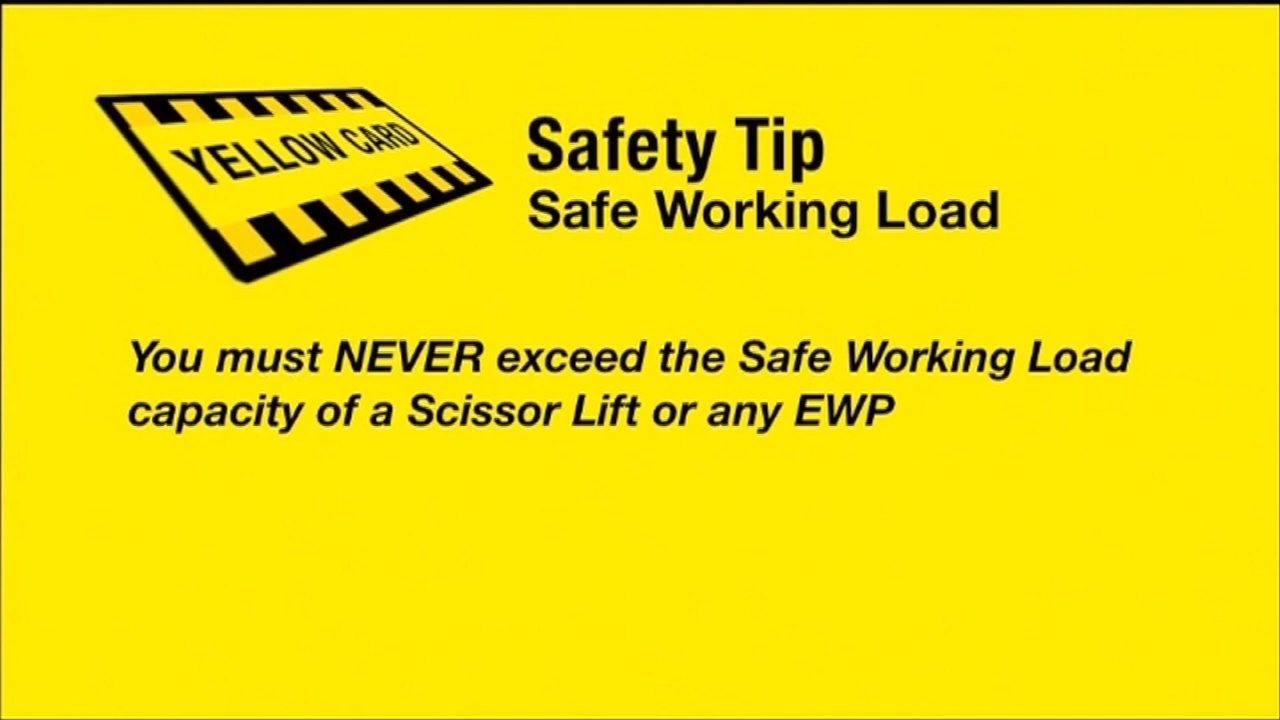 YELLOW CARD
Safety Tip
Safe Working Load
You must NEVER exceed the Safe Working Load
capacity of a Scissor Lift or any EWP